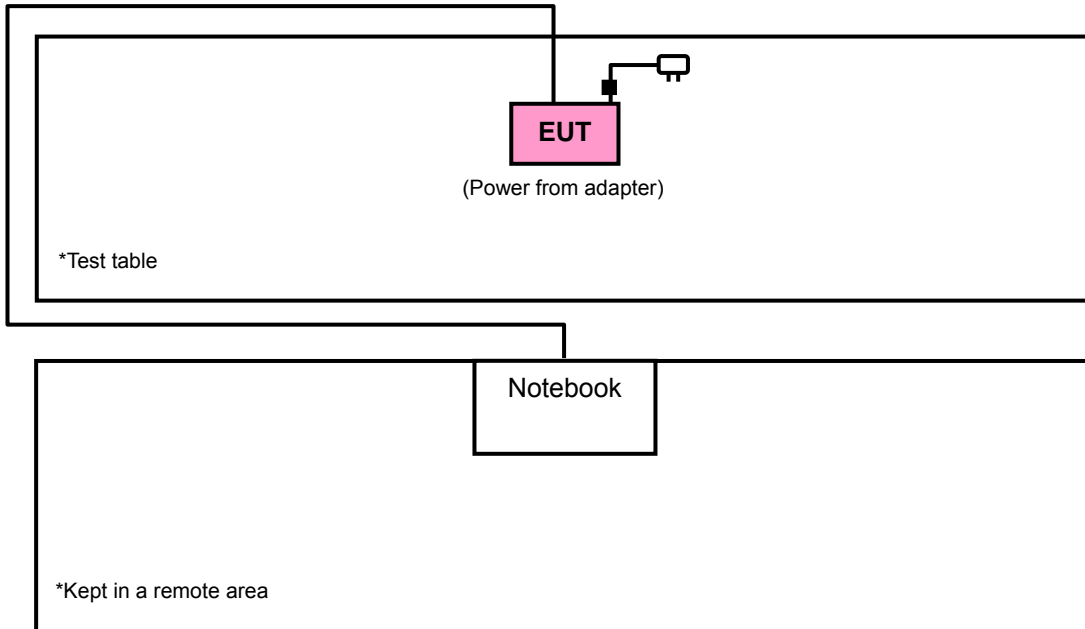 EUT
(Power from adapter)
*Test table
Notebook
*Kept in a remote area